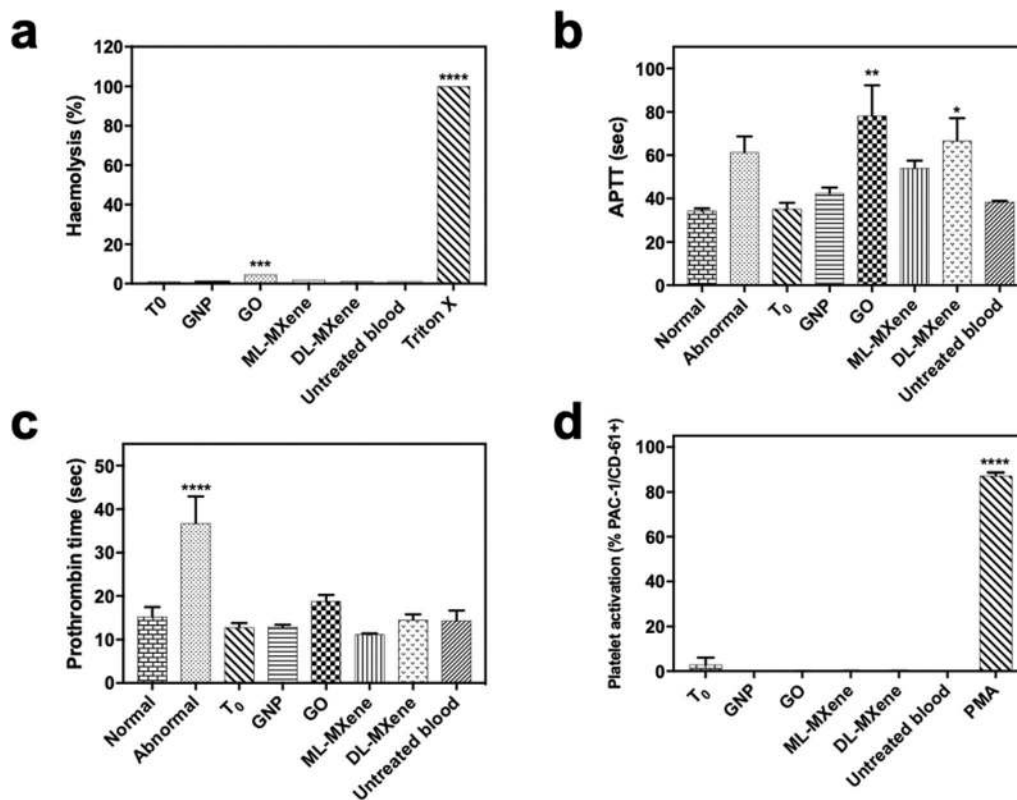 a
Haemolysis (%)
120
100
80
60
40
20
0
***
****
T0
GNP
GO
ML-MXene
DL-MXene
Untreated blood
Triton X
b
APTT (sec)
100
80
60
40
20
0
**
*
Normal
Abnormal
T₀
GNP
GO
ML-MXene
DL-MXene
Untreated blood
c
Prothrombin time (sec)
50
40
30
20
10
0
****
Normal
Abnormal
T₀
GNP
GO
ML-MXene
DL-MXene
Untreated blood
d
Platelet activation (% PAC-1/CD-61+)
100
80
60
40
20
0
****
T₀
GNP
GO
ML-MXene
DL-MXene
Untreated blood
PMA